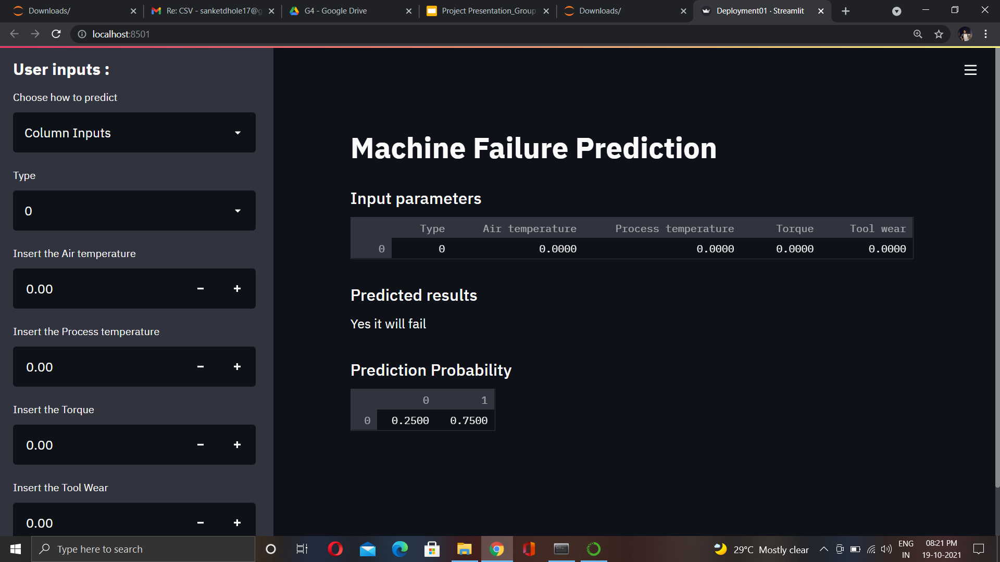 Downloads/
Re: CSV - sanketdhole17@g
G4 - Google Drive
Project Presentation_Group
Downloads/
Deployment01 · Streamlit
localhost:8501
User inputs :
Choose how to predict
Column Inputs
Type
0
Insert the Air temperature
0.00
Insert the Process temperature
0.00
Insert the Torque
0.00
Insert the Tool Wear
0.00
Machine Failure Prediction
Input parameters
Type Air temperature Process temperature Torque Tool wear
0 0 0.0000 0.0000 0.0000 0.0000
Predicted results
Yes it will fail
Prediction Probability
0 1
0 0.2500 0.7500
Type here to search
29°C Mostly clear
ENG
IN
08:21 PM
19-10-2021